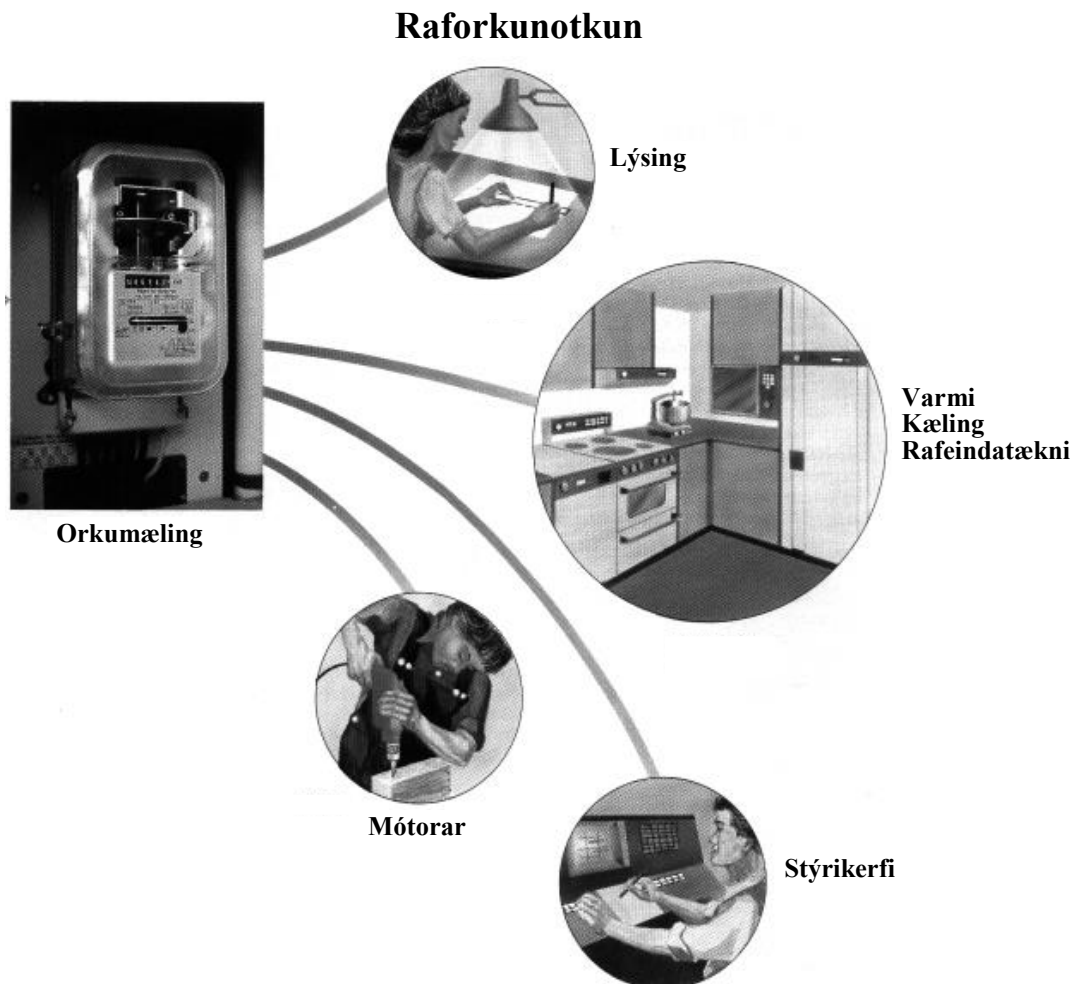 Raforkunotkun
Lýsing
Varmi
Kæling
Rafeindatækni
Orkumæling
Mótorar
Stýrikerfi